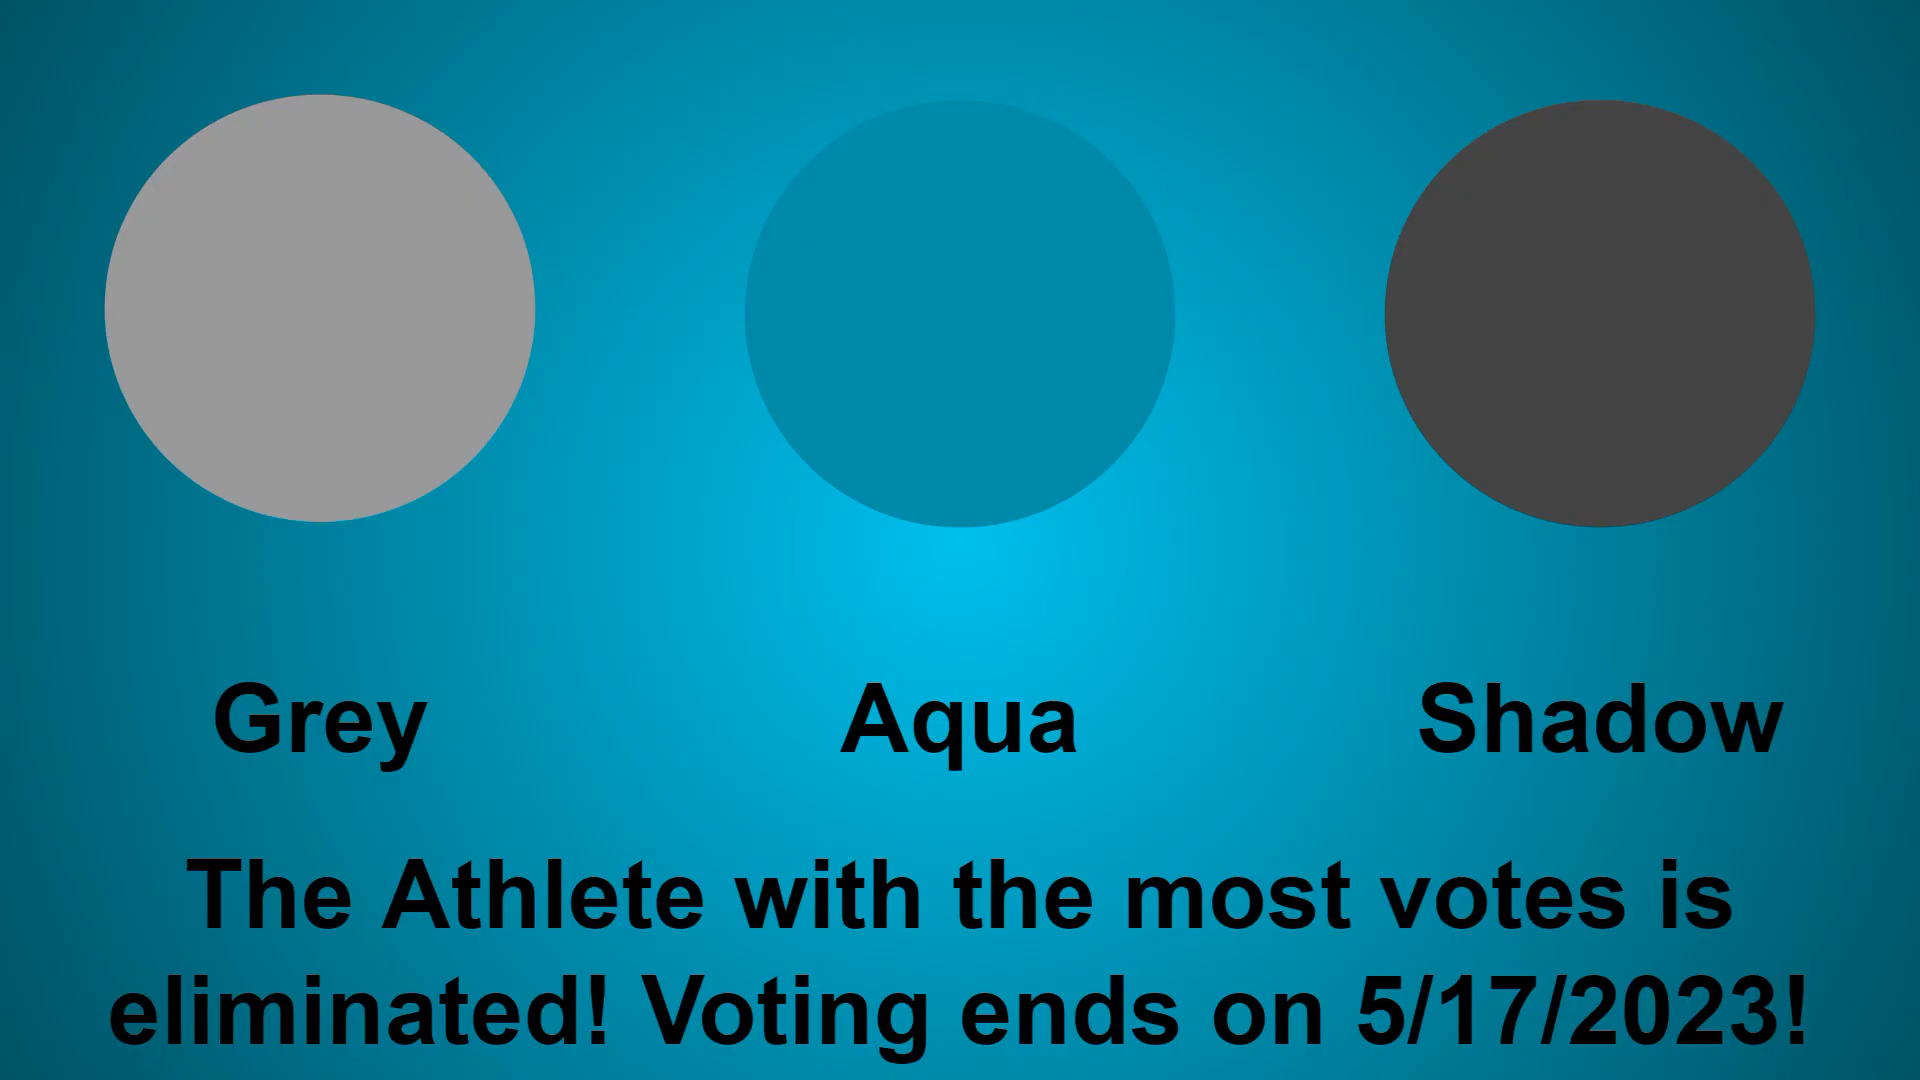 Grey Aqua Shadow
The Athlete with the most votes is
eliminated! Voting ends on 5/17/2023!